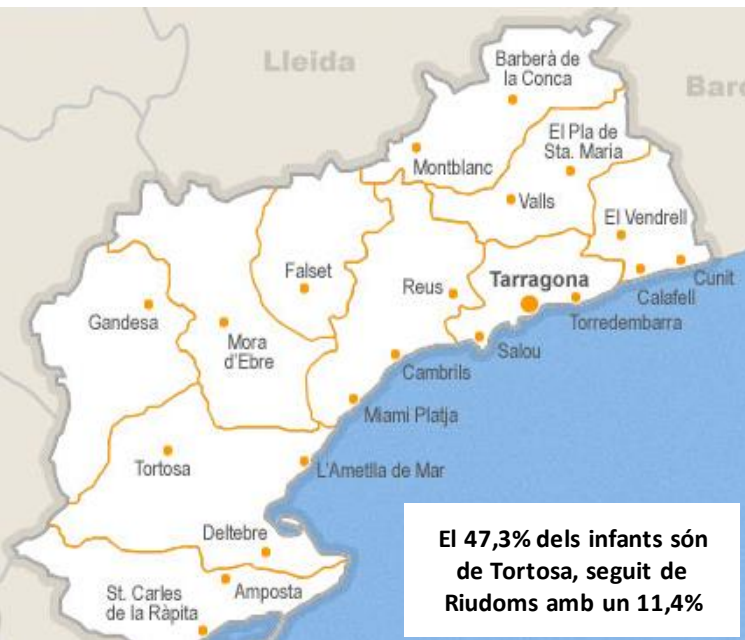 Lleida
Barberà de
la Conca
Barc
El Pla de
Sta. Maria
Montblanc
Valls
El Vendrell
Falset
Reus
Tarragona
Cunit
Calafell
Gandesa
Torredembarra
Mora
d'Ebre
Salou
Cambrils
Miami Platja
Tortosa
L'Ametlla de Mar
Deltebre
St. Carles
de la Ràpita
Amposta
El 47,3% dels infants són
de Tortosa, seguit de
Riudoms amb un 11,4%